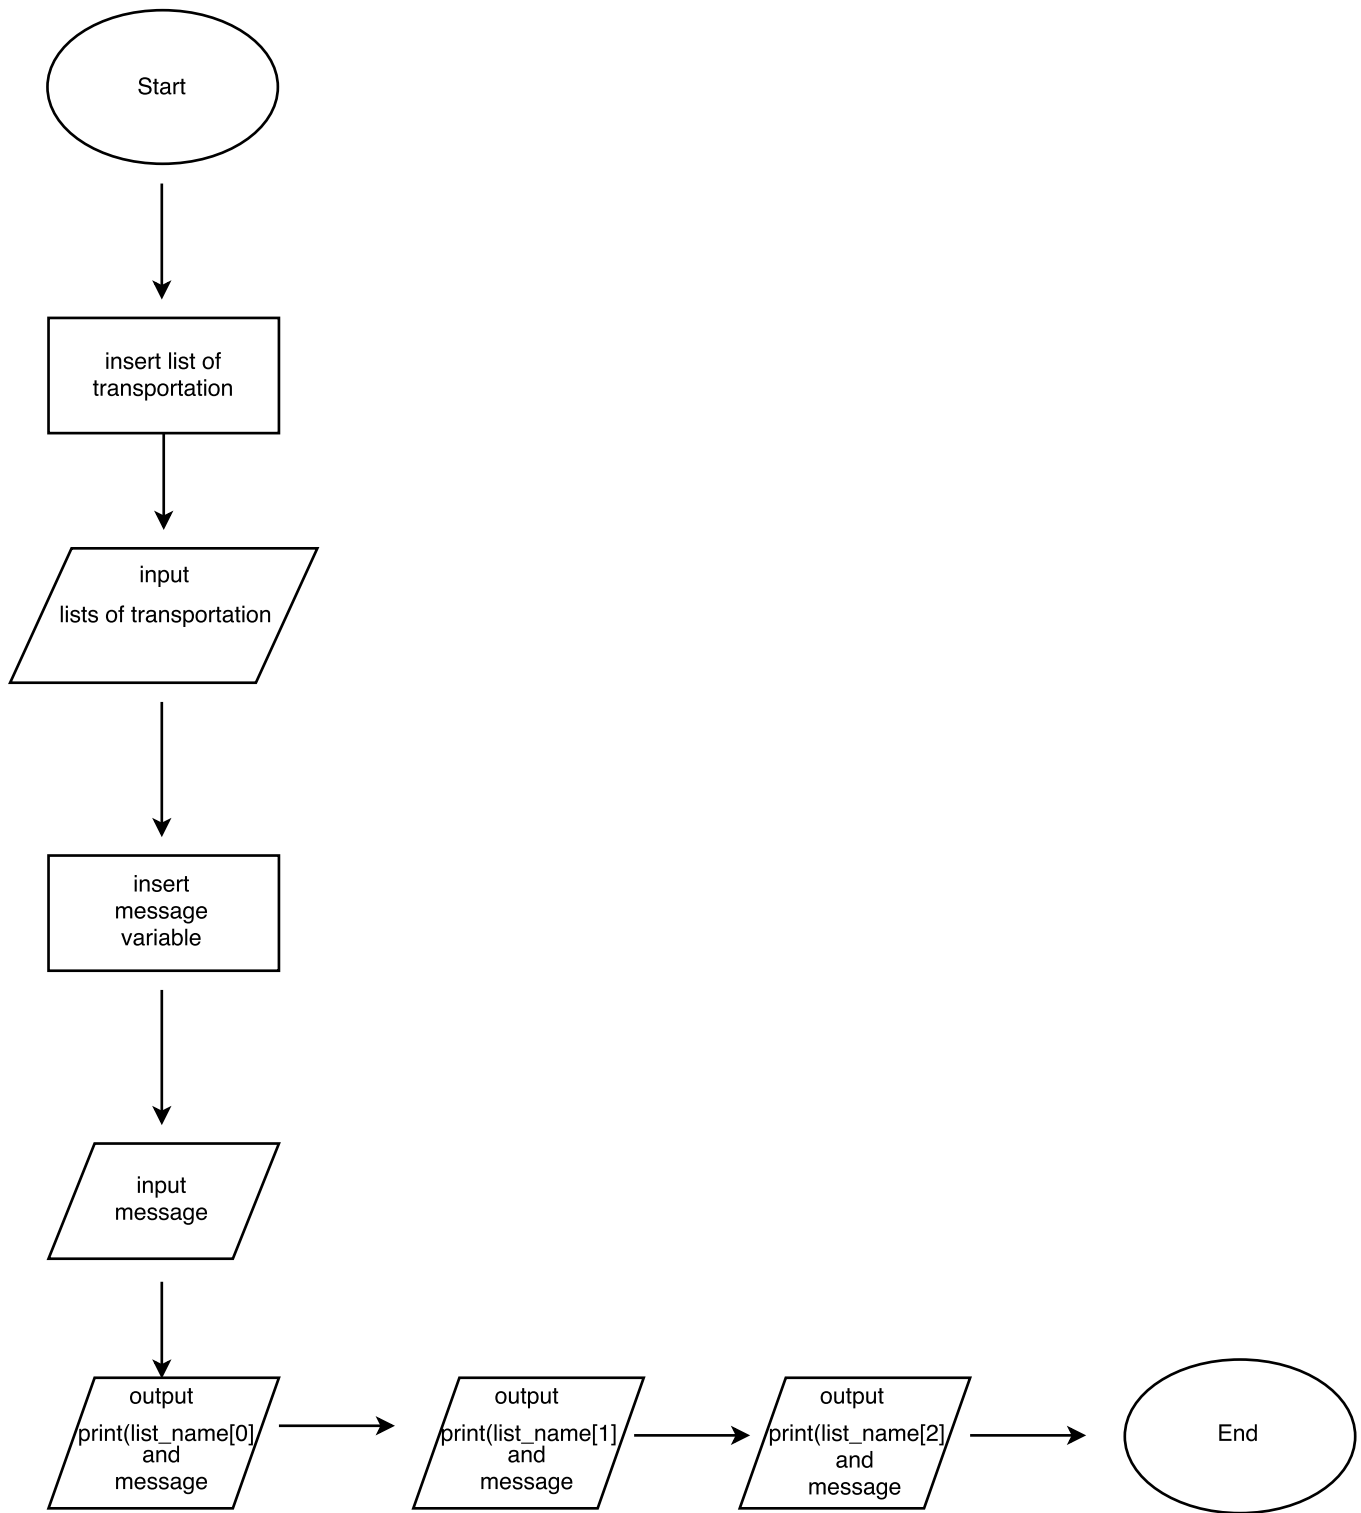 Start
insert list of
transportation
input
lists of transportation
insert
message
variable
input
message
output
print(list_name[0]
and
message
output
print(list_name[1]
and
message
output
print(list_name[2]
and
message
End